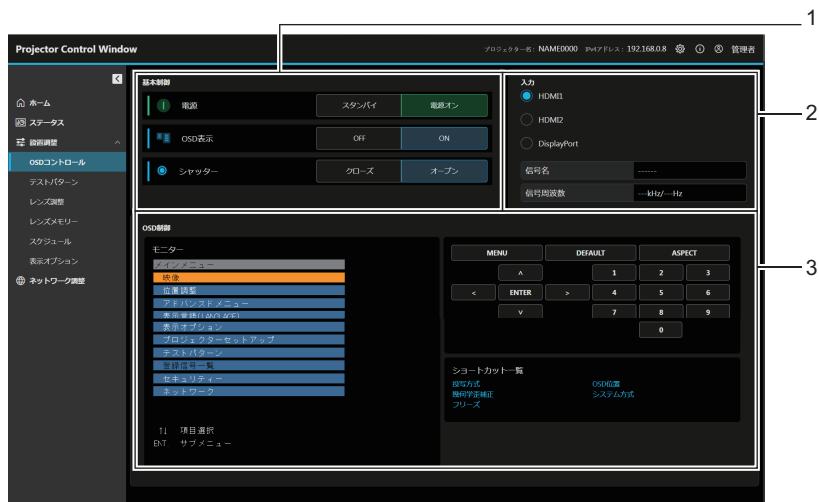 1
Projector Control Window
プロジェクター名: NAME0000 IPv4アドレス: 192.168.0.8 管理者
ホーム
ステータス
設置調整
OSDコントロール
テストパターン
レンズ調整
レンズメモリー
スケジュール
表示オプション
ネットワーク調整
基本制御
電源 スタンバイ 電源オン
OSD表示 OFF ON
シャッター クローズ オープン
入力
HDMI1
HDMI2
DisplayPort
信号名 ------
信号周波数 ---kHz/---Hz
2
OSD制御
モニター
メインメニュー
映像
位置調整
アドバンスドメニュー
表示言語(LANGUAGE)
表示オプション
プロジェクターセットアップ
テストパターン
登録信号一覧
セキュリティー
ネットワーク
↑↓ 項目選択
ENT. サブメニュー
MENU DEFAULT ASPECT
∧ 1 2 3
< ENTER > 4 5 6
∨ 7 8 9
0
ショートカット一覧
投写方式 OSD位置
幾何学歪補正 システム方式
フリーズ
3